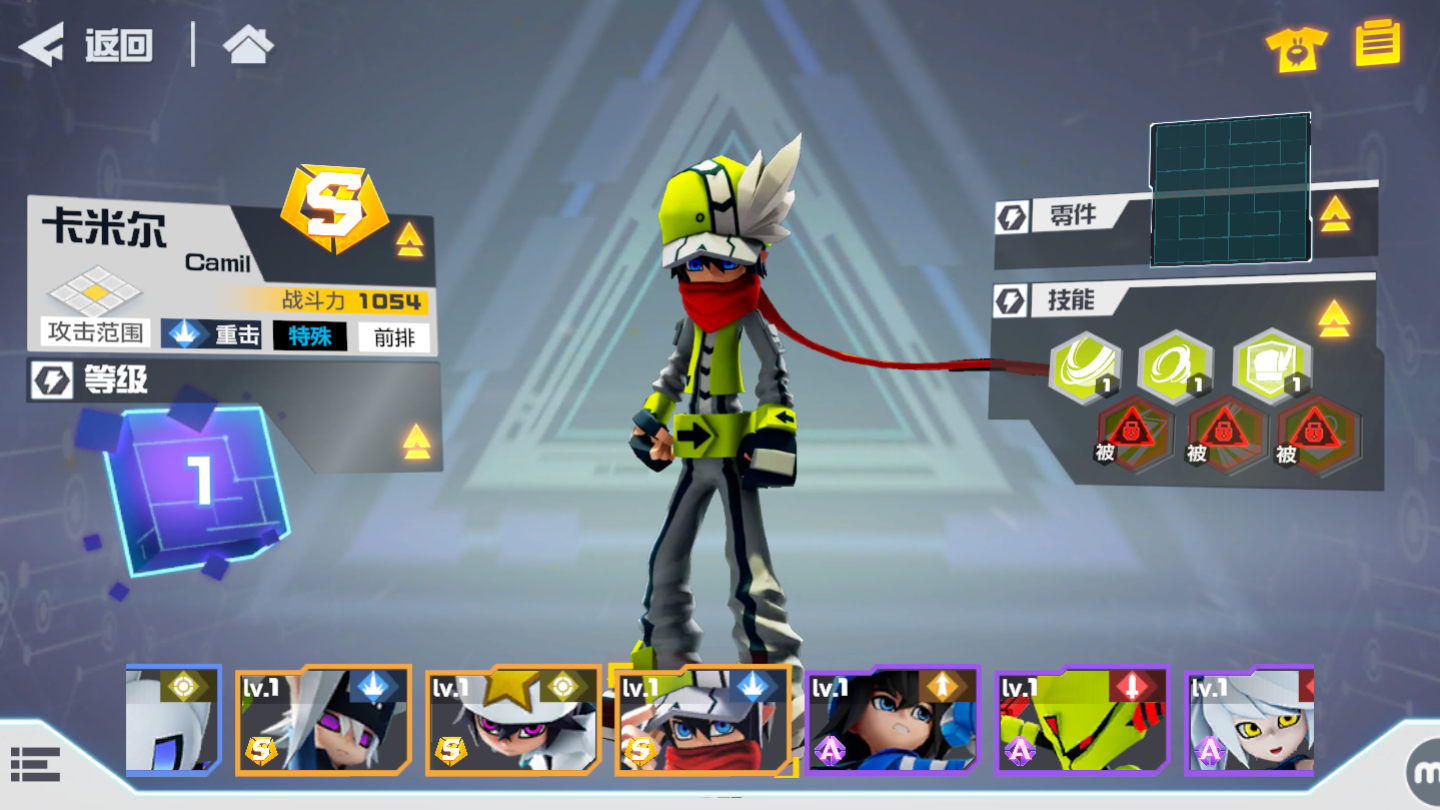 返回
卡米尔
Camil
S
战斗力 1054
攻击范围 重击 特殊 前排
等级
1
零件
技能
1 1 1
被 被 被
lv.1 lv.1 lv.1 lv.1 lv.1 lv.1
S S S A A A
m